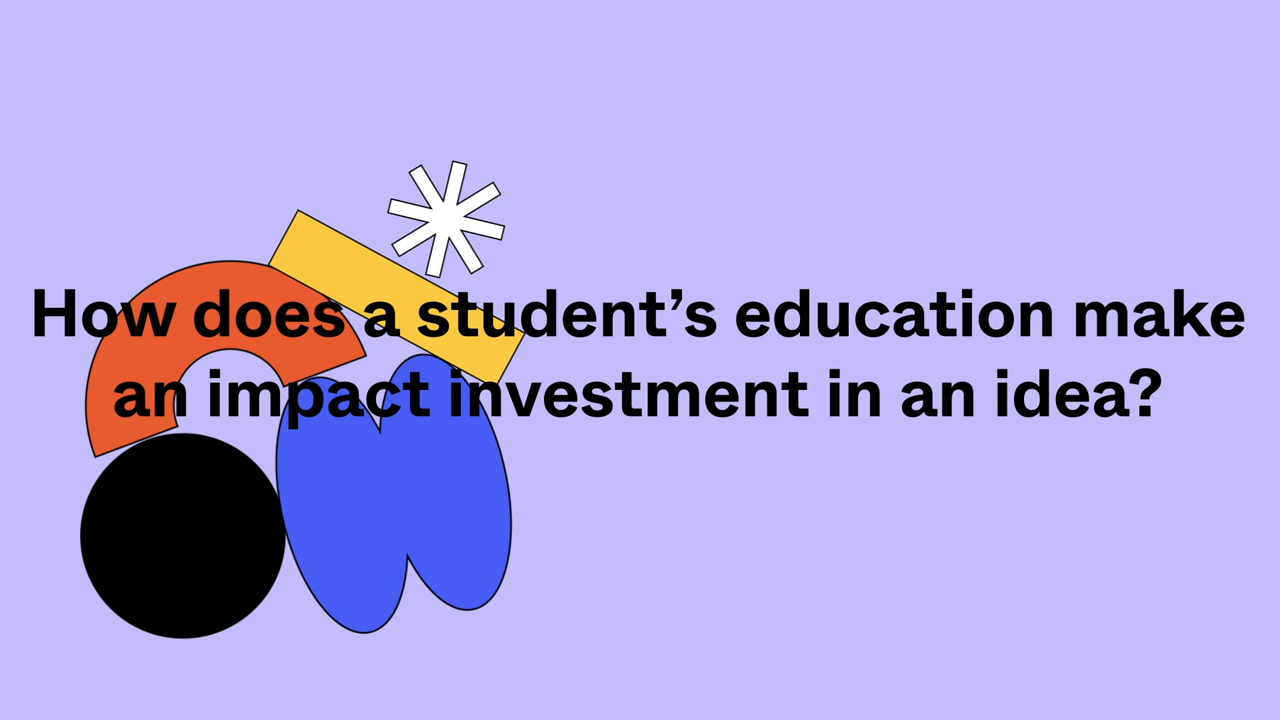 How does a student’s education make
an impact investment in an idea?